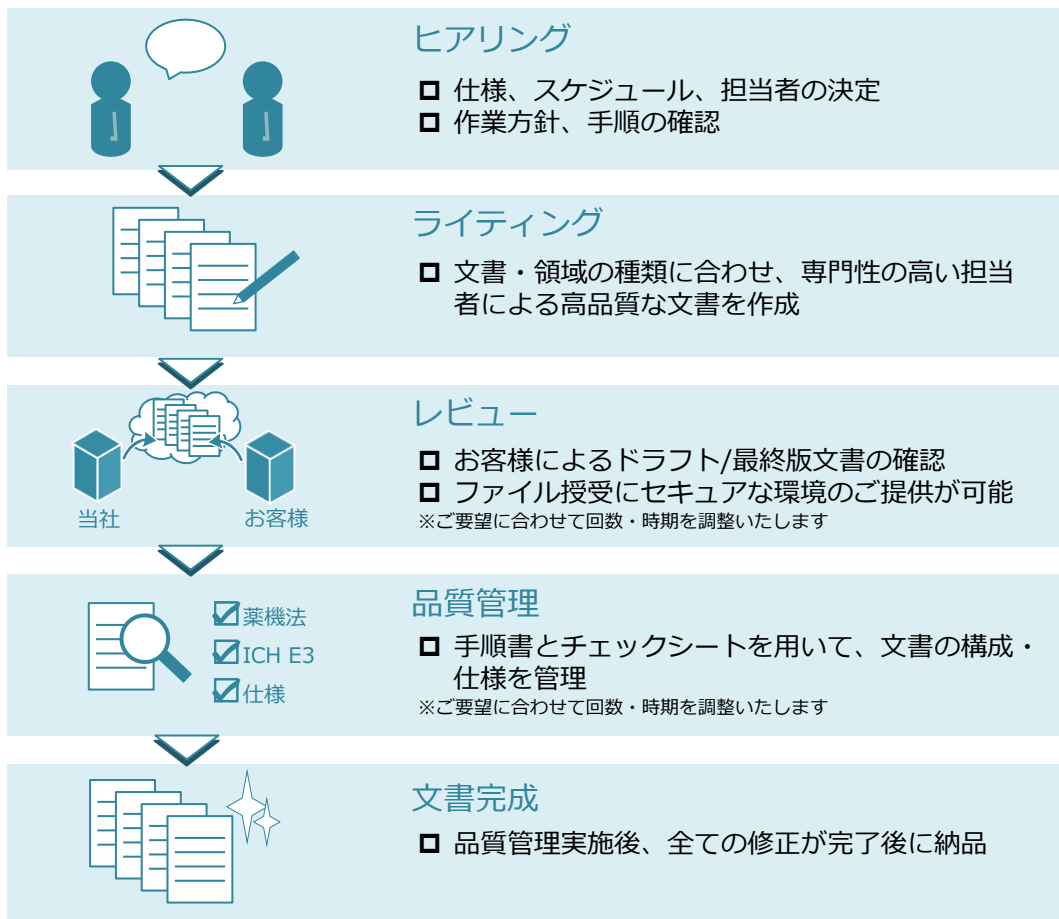 ヒアリング
仕様、スケジュール、担当者の決定
作業方針、手順の確認
ライティング
文書・領域の種類に合わせ、専門性の高い担当
者による高品質な文書を作成
レビュー
お客様によるドラフト/最終版文書の確認
ファイル授受にセキュアな環境のご提供が可能
※ご要望に合わせて回数・時期を調整いたします
当社
お客様
品質管理
薬機法
ICH E3
仕様
手順書とチェックシートを用いて、文書の構成・
仕様を管理
※ご要望に合わせて回数・時期を調整いたします
文書完成
品質管理実施後、全ての修正が完了後に納品